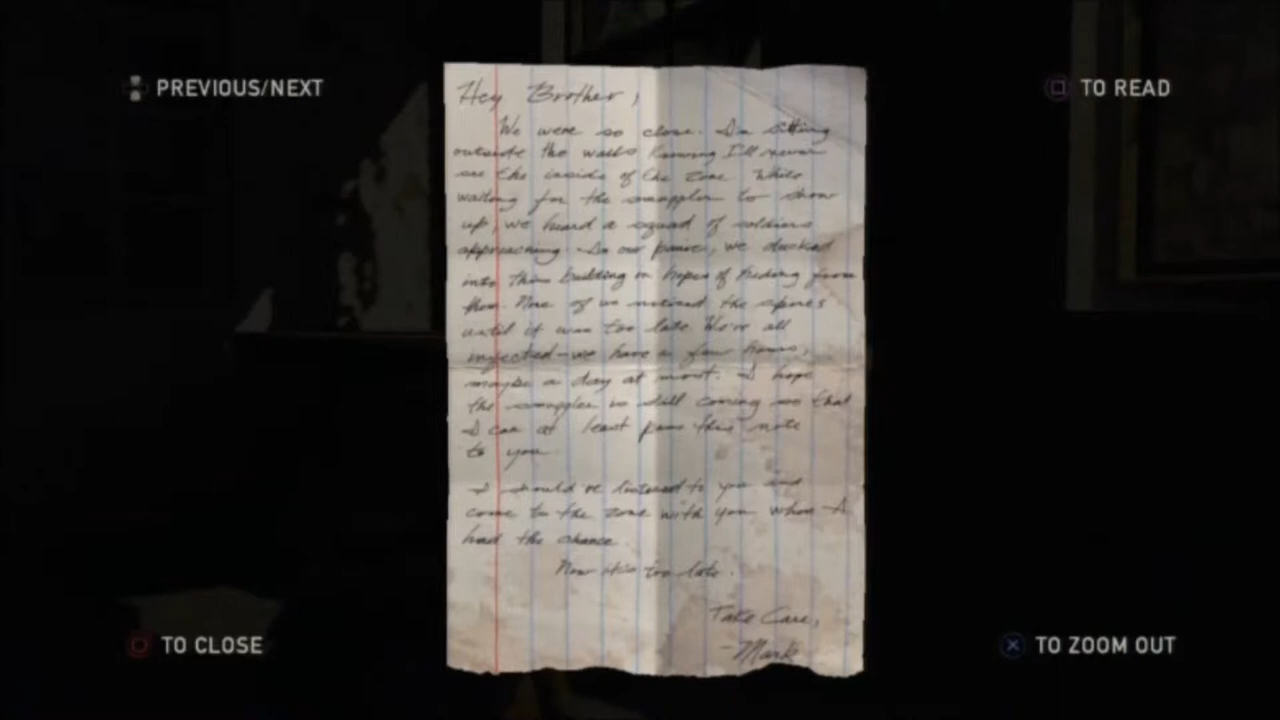 PREVIOUS/NEXT
TO READ
Hey Brother,
We were so close. I'm sitting
outside the walls knowing I'll never
see the inside of the zone. While
waiting for the smuggler to show
up, we heard a squad of soldiers
approaching. In our panic, we ducked
into this building in hopes of hiding from
them. None of us noticed the spores
until it was too late. We're all
infected - we have a few hours,
maybe a day at most. I hope
the smuggler is still coming so that
I can at least pass this note
to you.
I should've listened to you and
come to the zone with you when I
had the chance.
Now it's too late.
Take Care,
-Mark
TO CLOSE
TO ZOOM OUT